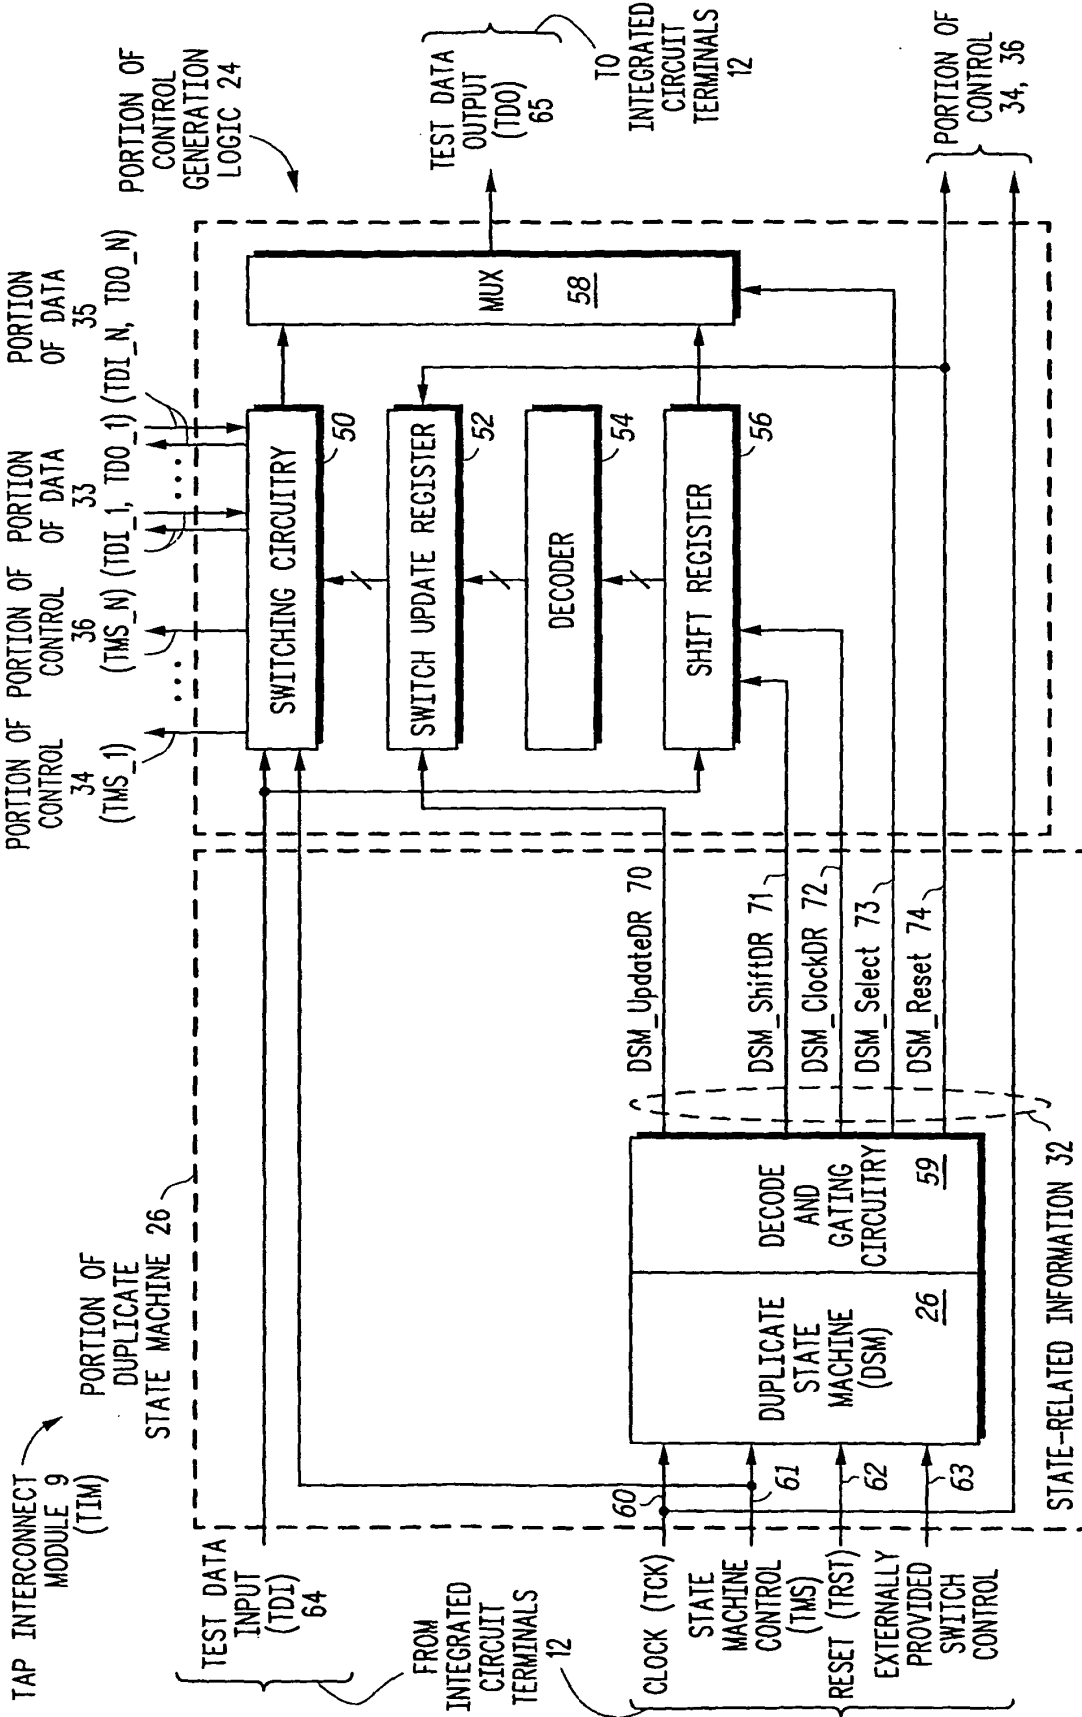 TAP INTERCONNECT
MODULE 9
(TIM)
PORTION OF
DUPLICATE
STATE MACHINE 26
PORTION OF
CONTROL
34
(TMS_1)
PORTION OF
CONTROL
36
(TMS_N)
PORTION
OF DATA
33
(TDI_1, TDO_1)
PORTION
OF DATA
35
(TDI_N, TDO_N)
PORTION OF
CONTROL
GENERATION
LOGIC 24
TEST DATA
INPUT
(TDI)
64
FROM
INTEGRATED
CIRCUIT
TERMINALS
12
SWITCHING CIRCUITRY
50
SWITCH UPDATE REGISTER
52
DECODER
54
SHIFT REGISTER
56
MUX
58
TEST DATA
OUTPUT
(TDO)
65
TO
INTEGRATED
CIRCUIT
TERMINALS
12
CLOCK (TCK)
60
STATE
MACHINE
CONTROL
(TMS)
61
RESET (TRST)
62
EXTERNALLY
PROVIDED
SWITCH
CONTROL
63
DUPLICATE
STATE
MACHINE
(DSM)
26
DECODE
AND
GATING
CIRCUITRY
59
DSM_UpdateDR 70
DSM_ShiftDR 71
DSM_ClockDR 72
DSM_Select 73
DSM_Reset 74
PORTION OF
CONTROL
34, 36
STATE-RELATED INFORMATION 32